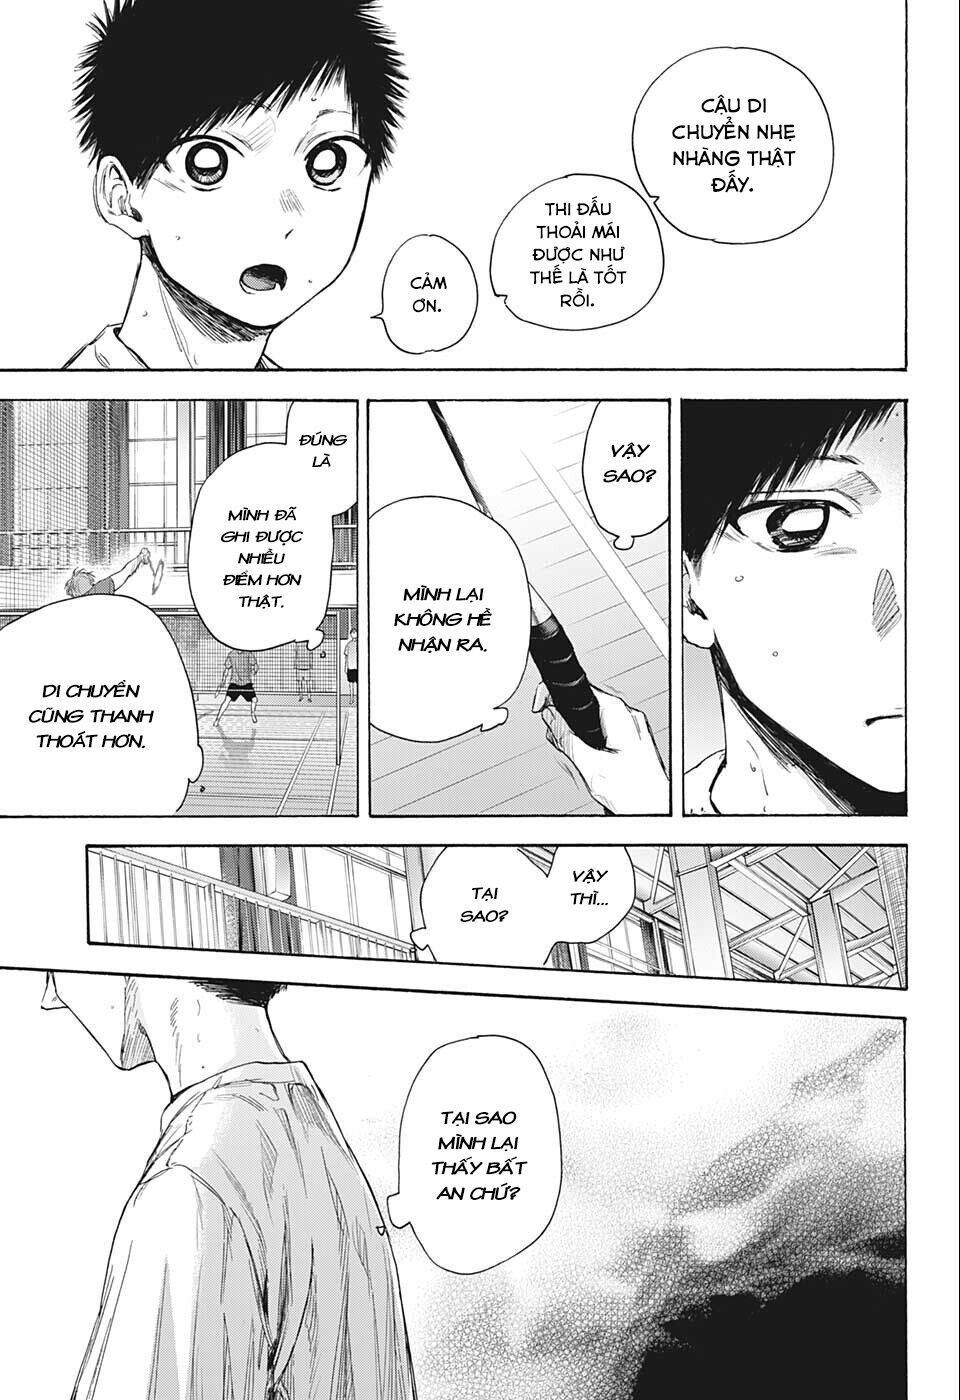 CẬU DI
CHUYỂN NHẸ
NHÀNG THẬT
ĐẤY.
THI ĐẤU
THOẢI MÁI
ĐƯỢC NHƯ
THẾ LÀ TỐT
RỒI.
CẢM
ƠN.
VẬY
SAO?
MÌNH LẠI
KHÔNG HỀ
NHẬN RA.
ĐÚNG
LÀ
MÌNH ĐÃ
GHI ĐƯỢC
NHIỀU
ĐIỂM HƠN
THẬT.
DI CHUYỂN
CŨNG THANH
THOÁT HƠN.
VẬY
THÌ...
TẠI
SAO?
TẠI SAO
MÌNH LẠI
THẤY BẤT
AN CHỨ?